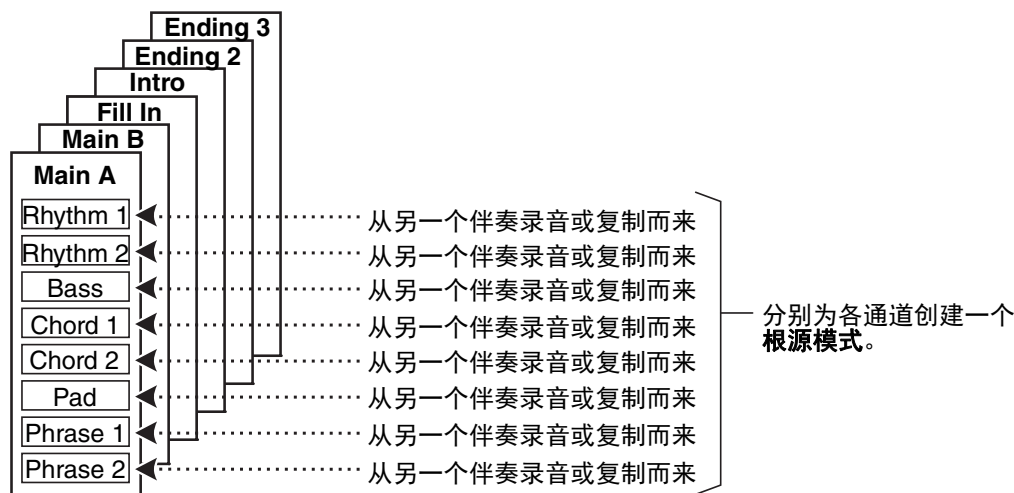 Ending 3
Ending 2
Intro
Fill In
Main B
Main A
Rhythm 1 从另一个伴奏录音或复制而来
Rhythm 2 从另一个伴奏录音或复制而来
Bass 从另一个伴奏录音或复制而来
Chord 1 从另一个伴奏录音或复制而来
Chord 2 从另一个伴奏录音或复制而来
Pad 从另一个伴奏录音或复制而来
Phrase 1 从另一个伴奏录音或复制而来
Phrase 2 从另一个伴奏录音或复制而来
分别为各通道创建一个
根源模式。